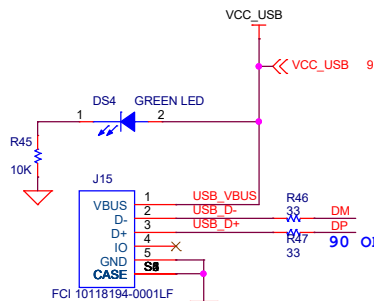 VCC_USB
VCC_USB 9
DS4 GREEN LED
1 2
R45
10K
J15
VBUS 1 USB_VBUS
D- 2 USB_D- R46 33 DM
D+ 3 USB_D+ R47 33 DP
IO 4
90
GND 5
CASE
FCI 10118194-0001LF